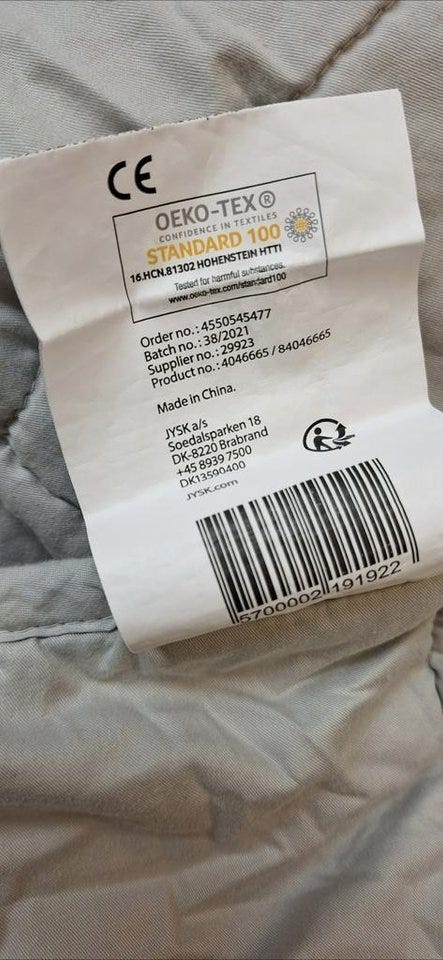 CE
OEKO-TEX®
CONFIDENCE IN TEXTILES
STANDARD 100
16.HCN.81302 HOHENSTEIN HTTI
Tested for harmful substances.
www.oeko-tex.com/standard100
Order no.: 4550545477
Batch no.: 38/2021
Supplier no.: 29923
Product no.: 4046665 / 84046665
Made in China.
JYSK a/s
Soedalsparken 18
DK-8220 Brabrand
+45 8939 7500
DK13590400
JYSK.com
5700002 191922